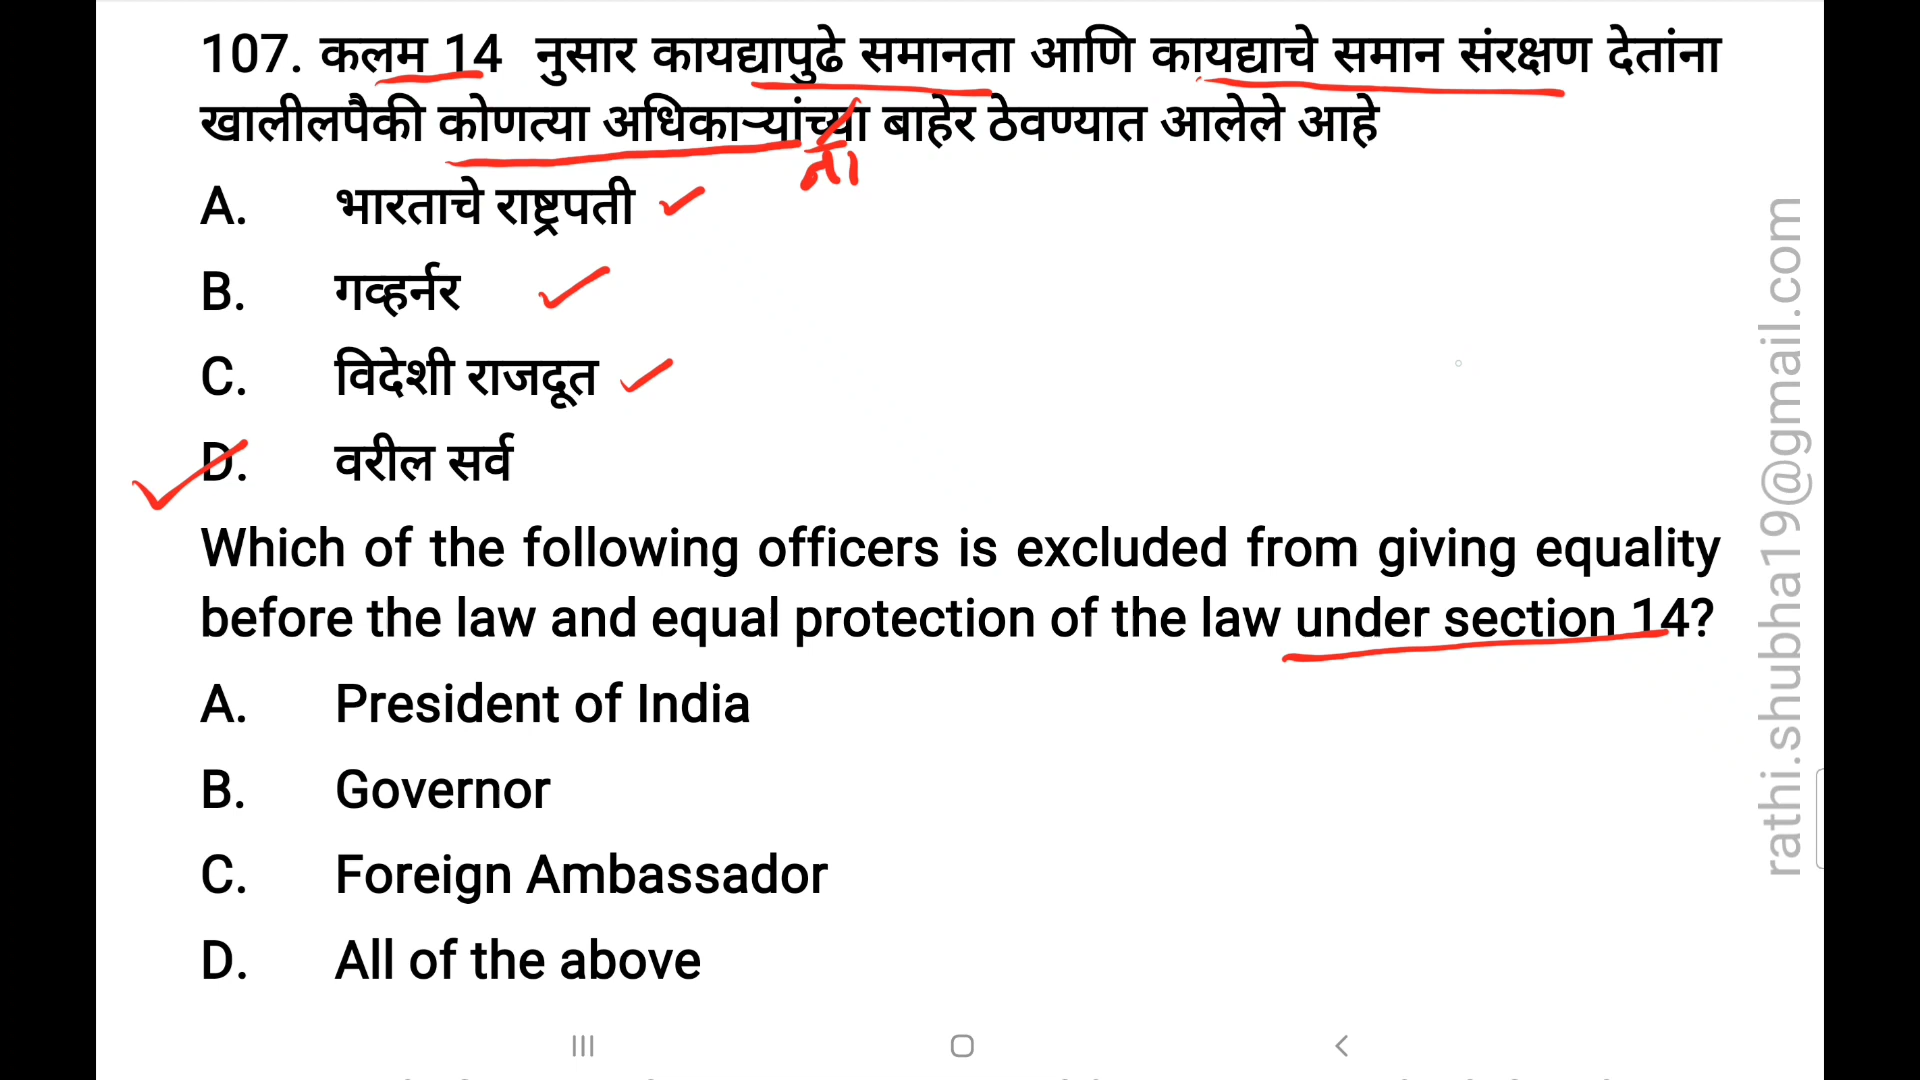 107. कलम 14 नुसार कायद्यापुढे समानता आणि कायद्याचे समान संरक्षण देतांना
खालीलपैकी कोणत्या अधिकाऱ्यांच्या बाहेर ठेवण्यात आलेले आहे
ना
A. भारताचे राष्ट्रपती
B. गव्हर्नर
C. विदेशी राजदूत
D. वरील सर्व
Which of the following officers is excluded from giving equality
before the law and equal protection of the law under section 14?
A. President of India
B. Governor
C. Foreign Ambassador
D. All of the above
rathi.shubha19@gmail.com